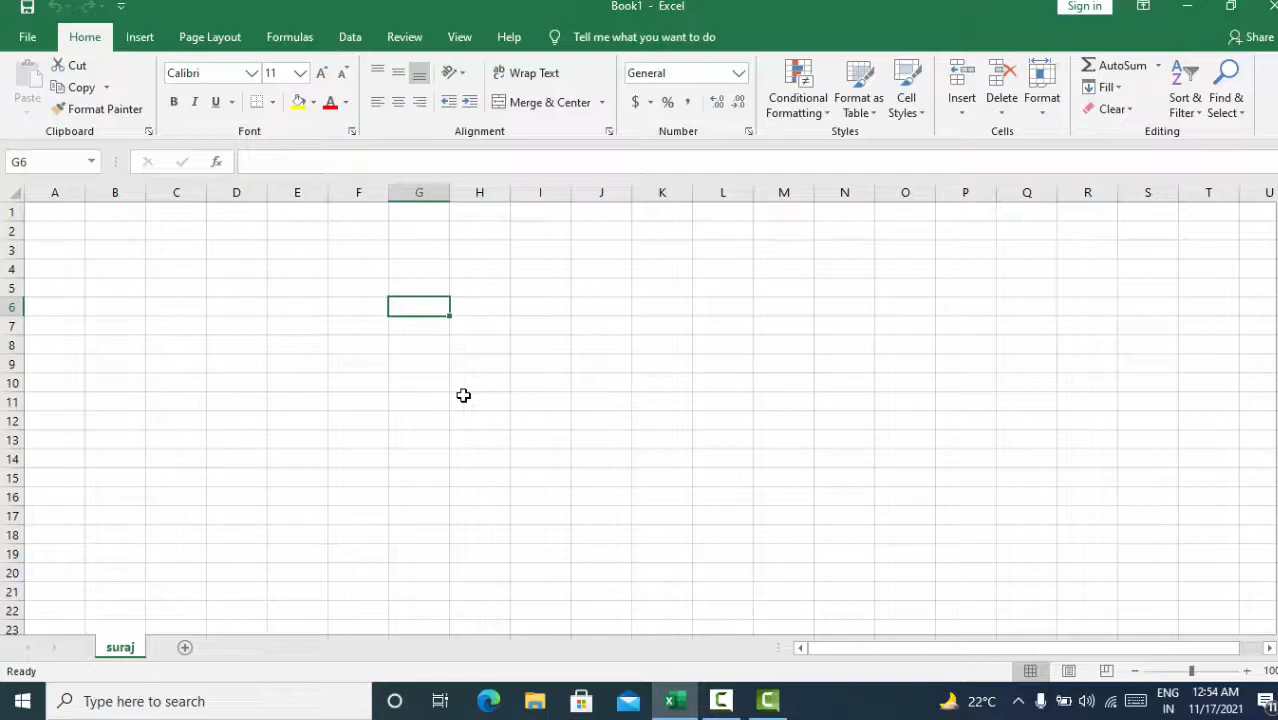 Book1 - Excel
Sign in
File Home Insert Page Layout Formulas Data Review View Help Tell me what you want to do Share
Paste
Cut
Copy
Format Painter
Clipboard
Calibri 11
B I U
Font
Wrap Text
Merge & Center
Alignment
General
$ % ,
Number
Conditional Formatting
Format as Table
Cell Styles
Styles
Insert Delete Format
Cells
AutoSum
Fill
Clear
Sort & Filter
Find & Select
Editing
G6
fx
A B C D E F G H I J K L M N O P Q R S T U
1
2
3
4
5
6
7
8
9
10
11
12
13
14
15
16
17
18
19
20
21
22
23
suraj
Ready
100
Type here to search
22°C
ENG
IN
12:54 AM
11/17/2021